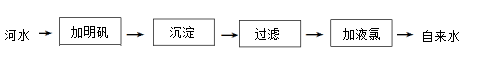 河水 → 加明矾 → 沉淀 → 过滤 → 加液氯 → 自来水